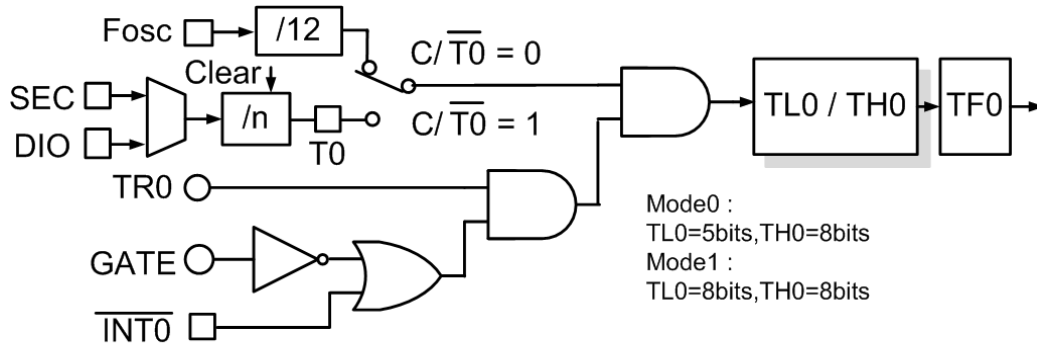 Fosc
/12
C/T0 = 0
Clear
SEC
/n
DIO
T0
C/T0 = 1
TL0 / TH0
TF0
TR0
GATE
INT0
Mode0 :
TL0=5bits,TH0=8bits
Mode1 :
TL0=8bits,TH0=8bits